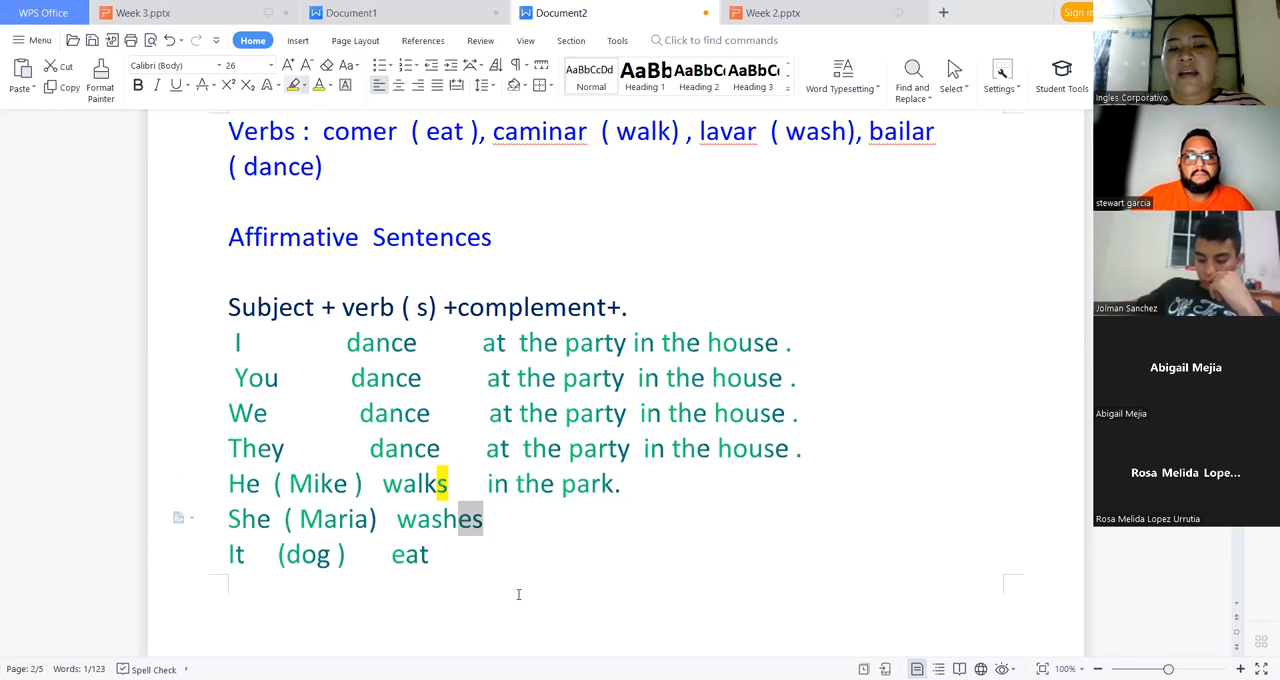 WPS Office Week 3.pptx Document1 Document2 Week 2.pptx Sign in
Menu Home Insert Page Layout References Review View Section Tools Click to find commands
Paste Cut Copy Format Painter Calibri (Body) 26 AaBbCcDd Normal AaBb Heading 1 AaBbC Heading 2 AaBbC Heading 3 Word Typesetting Find and Replace Select Settings Student Tools
Verbs : comer ( eat ), caminar ( walk) , lavar ( wash), bailar
( dance)
Affirmative Sentences
Subject + verb ( s) +complement+.
I dance at the party in the house .
You dance at the party in the house .
We dance at the party in the house .
They dance at the party in the house .
He ( Mike ) walks in the park.
She ( Maria) washes
It (dog ) eat
Page: 2/5 Words: 1/123 Spell Check 100%
Ingles Corporativo
stewart garcía
Jolman Sanchez
Abigail Mejia
Abigail Mejia
Rosa Melida Lope...
Rosa Melida Lopez Urrutia